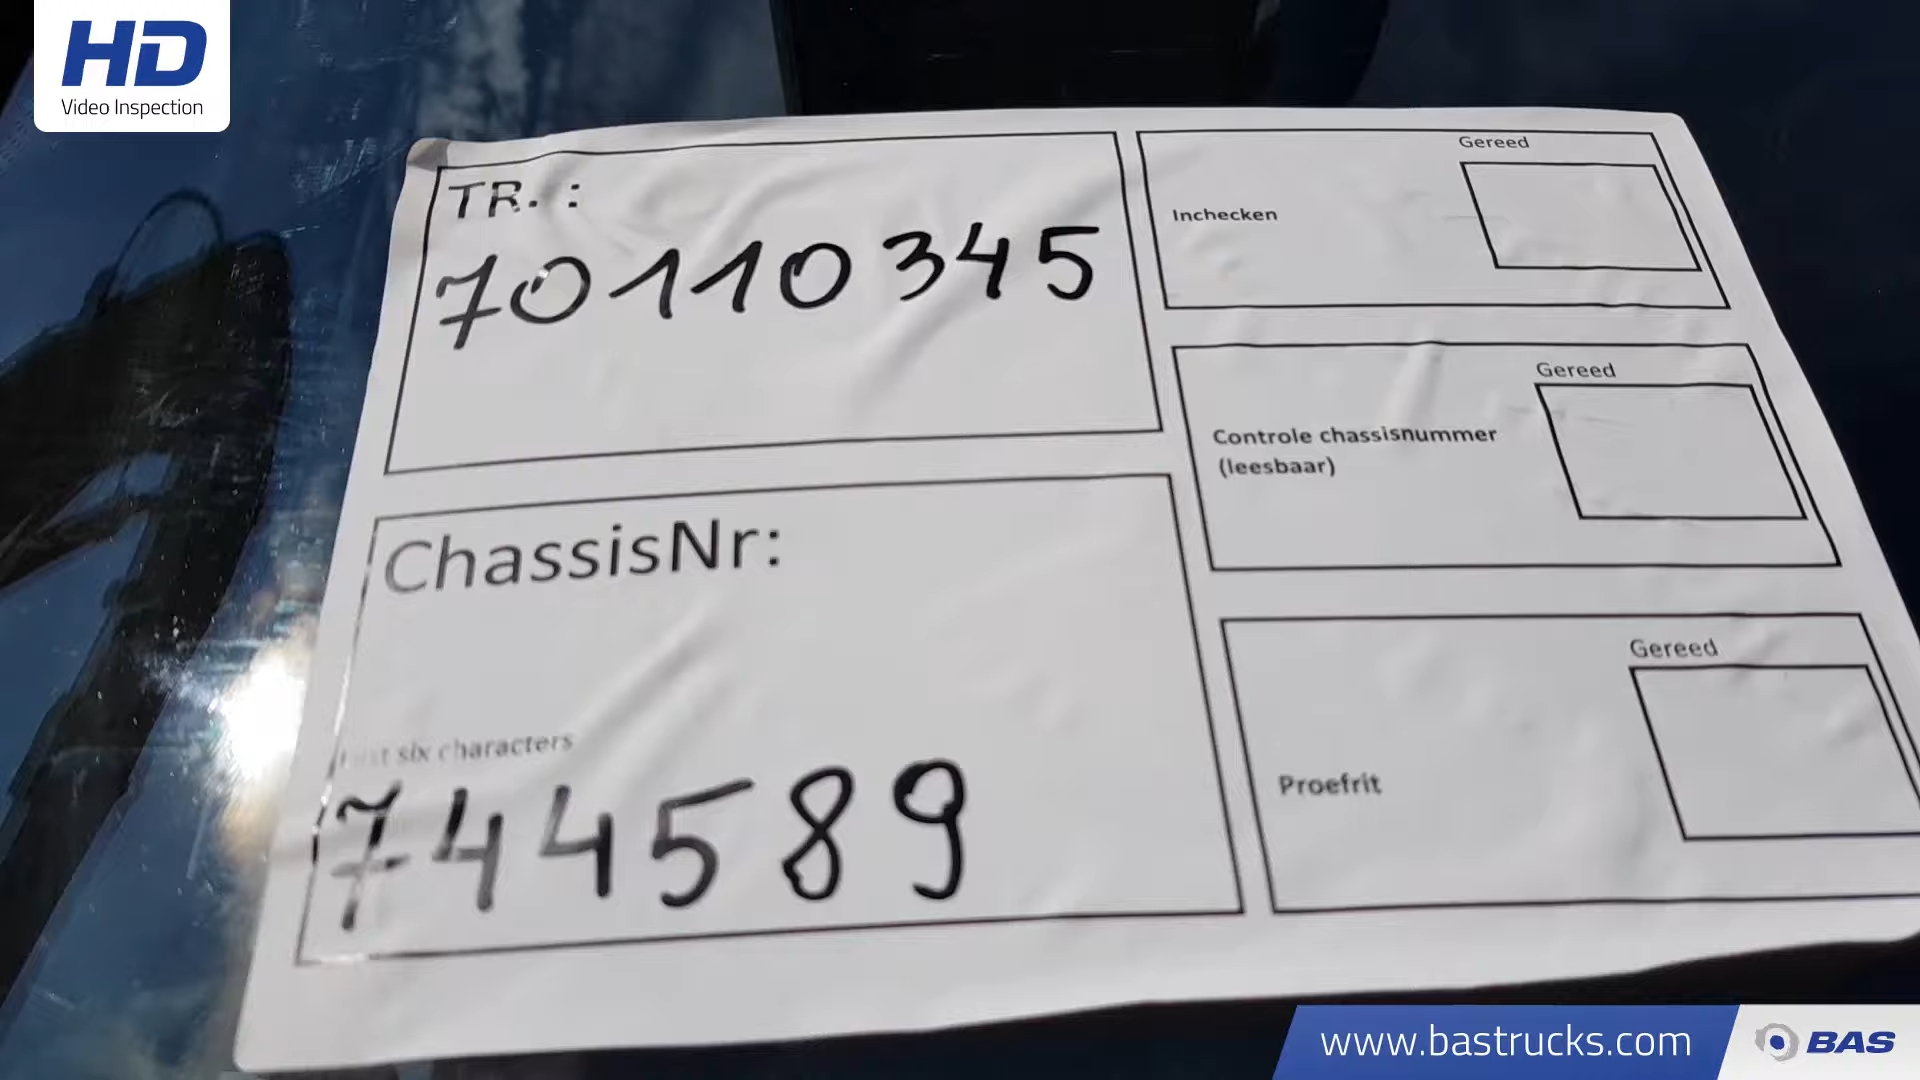 HD
Video Inspection
TR. :
70110345
ChassisNr:
Last six characters
744589
Gereed
Inchecken
Gereed
Controle chassisnummer
(leesbaar)
Gereed
Proefrit
www.bastrucks.com
BAS